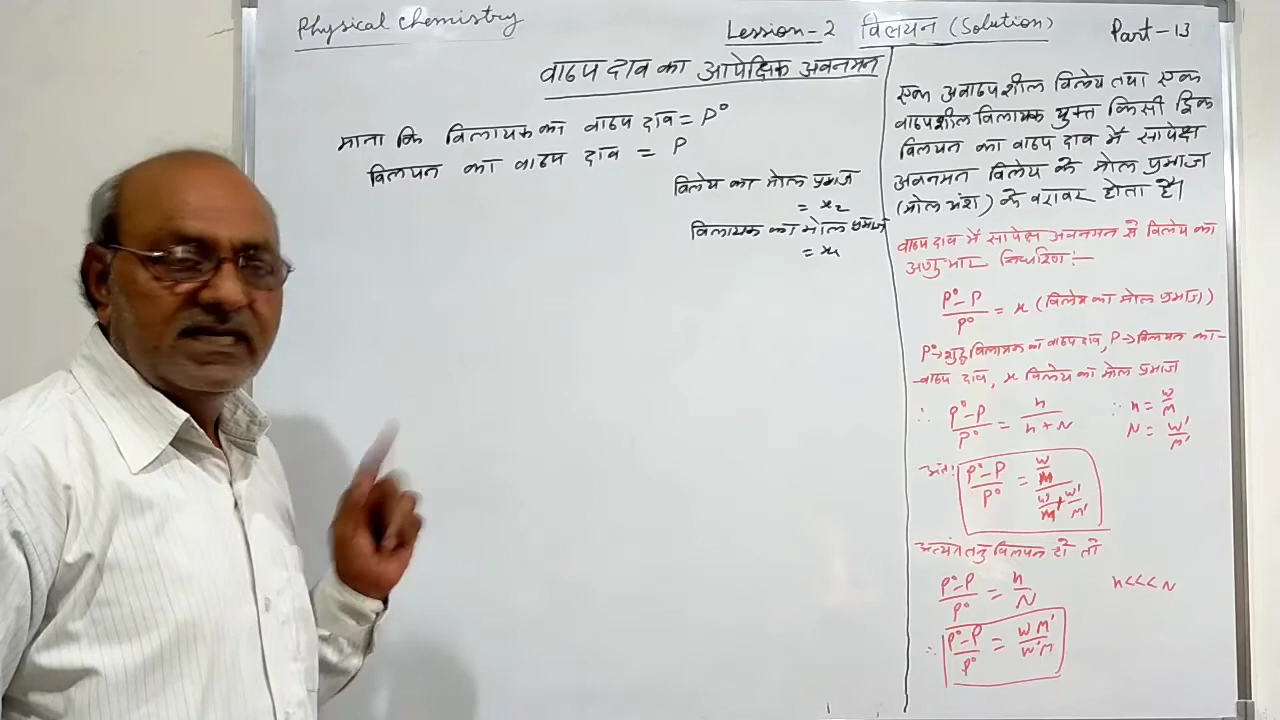 Physical chemistry
Lession-2 विलयन (Solution)
Part-13
वाष्प दाव का आपेक्षिक अवनमन
माना कि विलायक का वाष्प दाव = P°
विलयन का वाष्प दाव = P
विलेय का मोल प्रभाज
= x₂
विलायक का मोल प्रभाज
= x₁
एक अवाष्पशील विलेय तथा एक
वाष्पशील विलायक युक्त किसी द्विक
विलयन का वाष्प दाव में सापेक्ष
अवनमन विलेय के मोल प्रभाज
(मोल अंश) के बराबर होता है।
वाष्प दाव में सापेक्ष अवनमन से विलेय का
अणुभार निर्धारण:-
P°-P/P° = x (विलेय का मोल प्रभाज)
P°→शुद्ध विलायक का वाष्प दाव, P→विलयन का-
-वाष्प दाव, x विलेय का मोल प्रभाज
∴ P°-P/P° = n/n+N ∵ n = w/m
N = w'/m'
अतः P°-P/P° = w/m / w/m + w'/m'
अत्यंत तनु विलयन हो तो
P°-P/P° = n/N n<<<N
∴ P°-P/P° = wM'/w'M